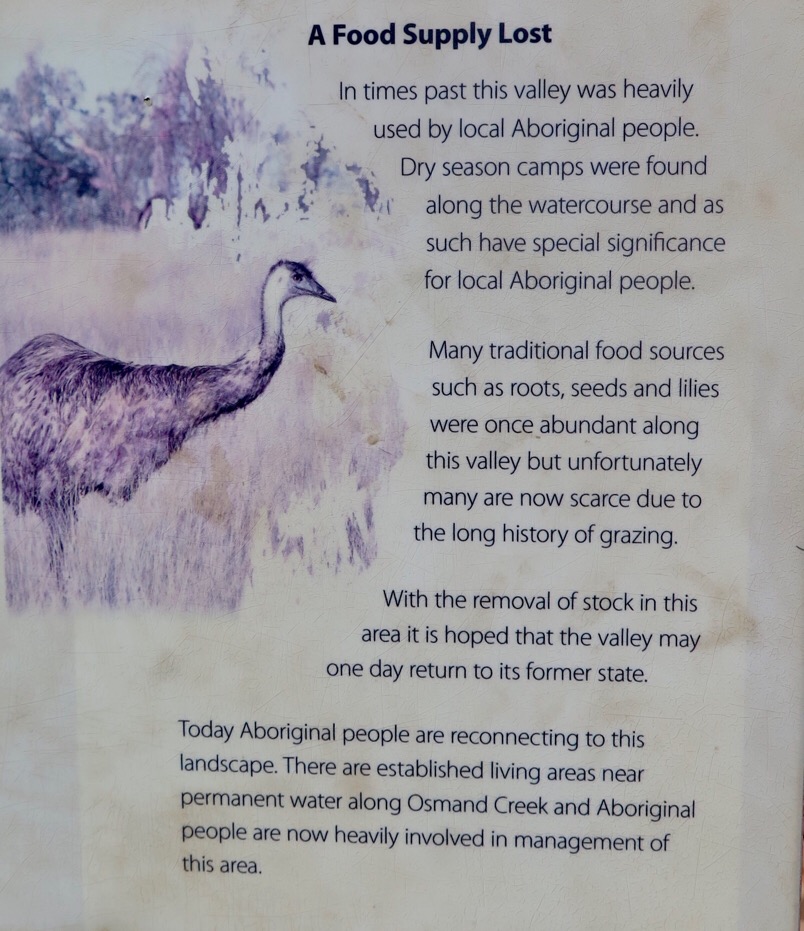 A Food Supply Lost
In times past this valley was heavily
used by local Aboriginal people.
Dry season camps were found
along the watercourse and as
such have special significance
for local Aboriginal people.
Many traditional food sources
such as roots, seeds and lilies
were once abundant along
this valley but unfortunately
many are now scarce due to
the long history of grazing.
With the removal of stock in this
area it is hoped that the valley may
one day return to its former state.
Today Aboriginal people are reconnecting to this
landscape. There are established living areas near
permanent water along Osmand Creek and Aboriginal
people are now heavily involved in management of
this area.